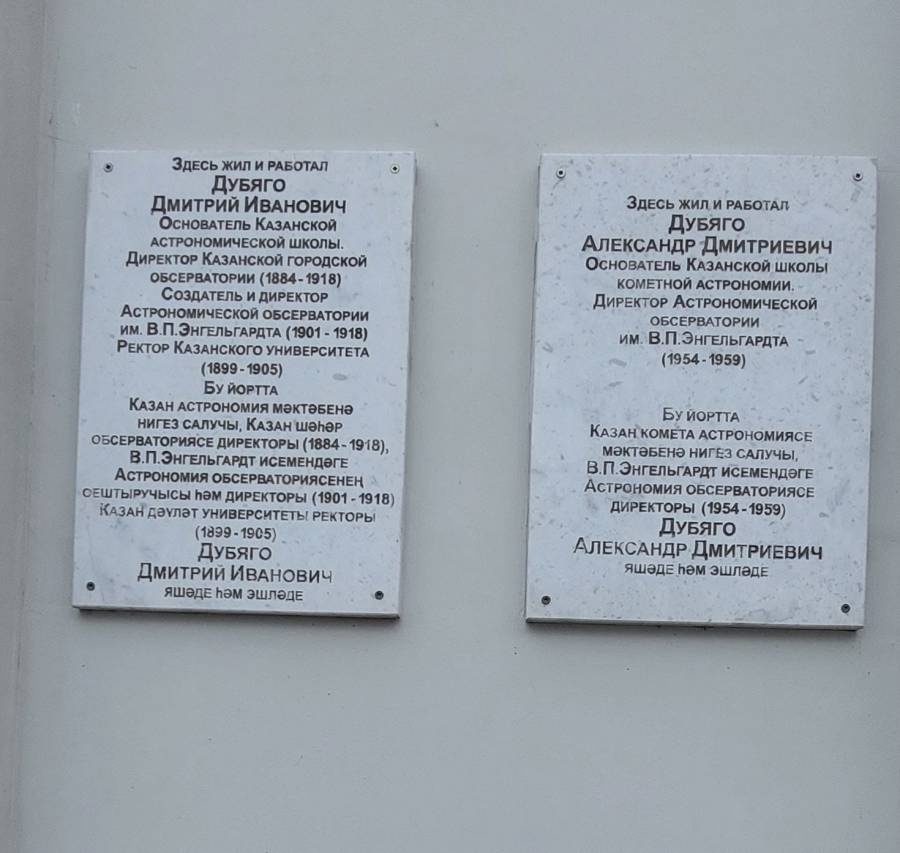 Здесь жил и работал
Дубяго
Дмитрий Иванович
Основатель Казанской
астрономической школы.
Директор Казанской городской
обсерватории (1884-1918)
Создатель и директор
Астрономической обсерватории
им. В.П.Энгельгардта (1901-1918)
Ректор Казанского университета
(1899-1905)
Бу йортта
Казан астрономия мәктәбенә
нигез салучы, Казан шәһәр
обсерваториясе директоры (1884-1918),
В.П.Энгельгардт исемендәге
Астрономия обсерваториясенең
оештыручысы һәм директоры (1901-1918)
Казан дәүләт университеты ректоры
(1899-1905)
Дубяго
Дмитрий Иванович
яшәде һәм эшләде
Здесь жил и работал
Дубяго
Александр Дмитриевич
Основатель Казанской школы
кометной астрономии.
Директор Астрономической
обсерватории
им. В.П.Энгельгардта
(1954-1959)
Бу йортта
Казан комета астрономиясе
мәктәбенә нигез салучы,
В.П.Энгельгардт исемендәге
Астрономия обсерваториясе
директоры (1954-1959)
Дубяго
Александр Дмитриевич
яшәде һәм эшләде